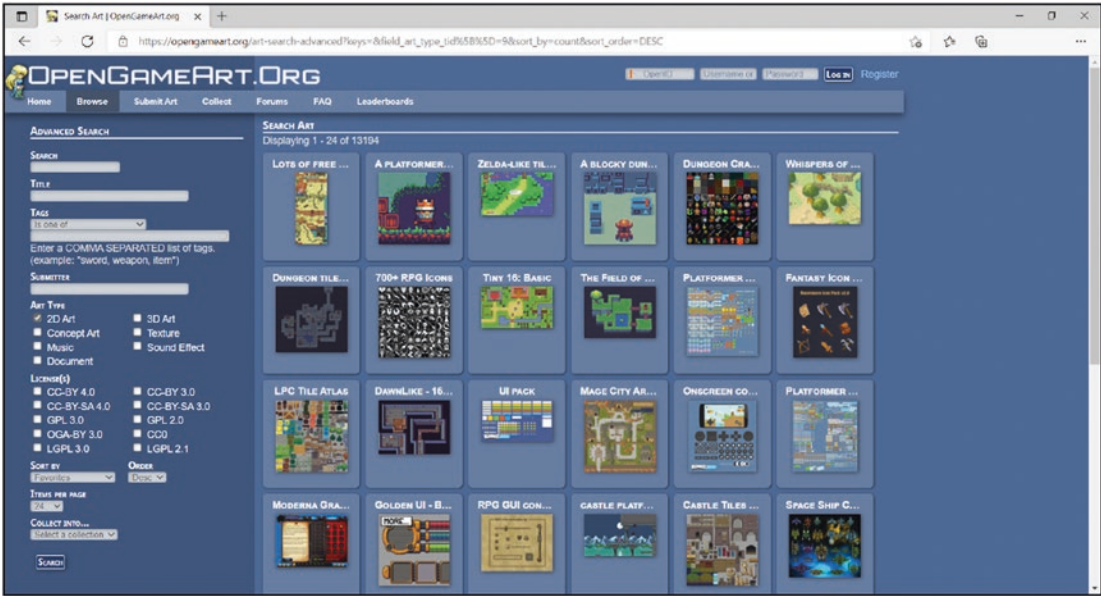 Search Art | OpenGameArt.org
https://opengameart.org/art-search-advanced?keys=&field_art_type_tid%5B%5D=9&sort_by=count&sort_order=DESC
OPENGAMEART.ORG
OpenID Username or Password LOG IN Register
Home Browse Submit Art Collect Forums FAQ Leaderboards
ADVANCED SEARCH
SEARCH
TITLE
TAGS
Is one of
Enter a COMMA SEPARATED list of tags.
(example: "sword, weapon, item")
SUBMITTER
ART TYPE
2D Art 3D Art
Concept Art Texture
Music Sound Effect
Document
LICENSE(S)
CC-BY 4.0 CC-BY 3.0
CC-BY-SA 4.0 CC-BY-SA 3.0
GPL 3.0 GPL 2.0
OGA-BY 3.0 CC0
LGPL 3.0 LGPL 2.1
SORT BY ORDER
Favorites Desc
ITEMS PER PAGE
24
COLLECT INTO...
Select a collection
SEARCH
SEARCH ART
Displaying 1 - 24 of 13194
LOTS OF FREE ... A PLATFORMER... ZELDA-LIKE TIL... A BLOCKY DUN... DUNGEON CRA... WHISPERS OF ...
DUNGEON TILE... 700+ RPG ICONS TINY 16: BASIC THE FIELD OF ... PLATFORMER ... FANTASY ICON ...
LPC TILE ATLAS DAWNLIKE - 16... UI PACK MAGE CITY AR... ONSCREEN CO... PLATFORMER ...
MODERNA GRA... GOLDEN UI - B... RPG GUI CON... CASTLE PLATF... CASTLE TILES ... SPACE SHIP C...
MORE...